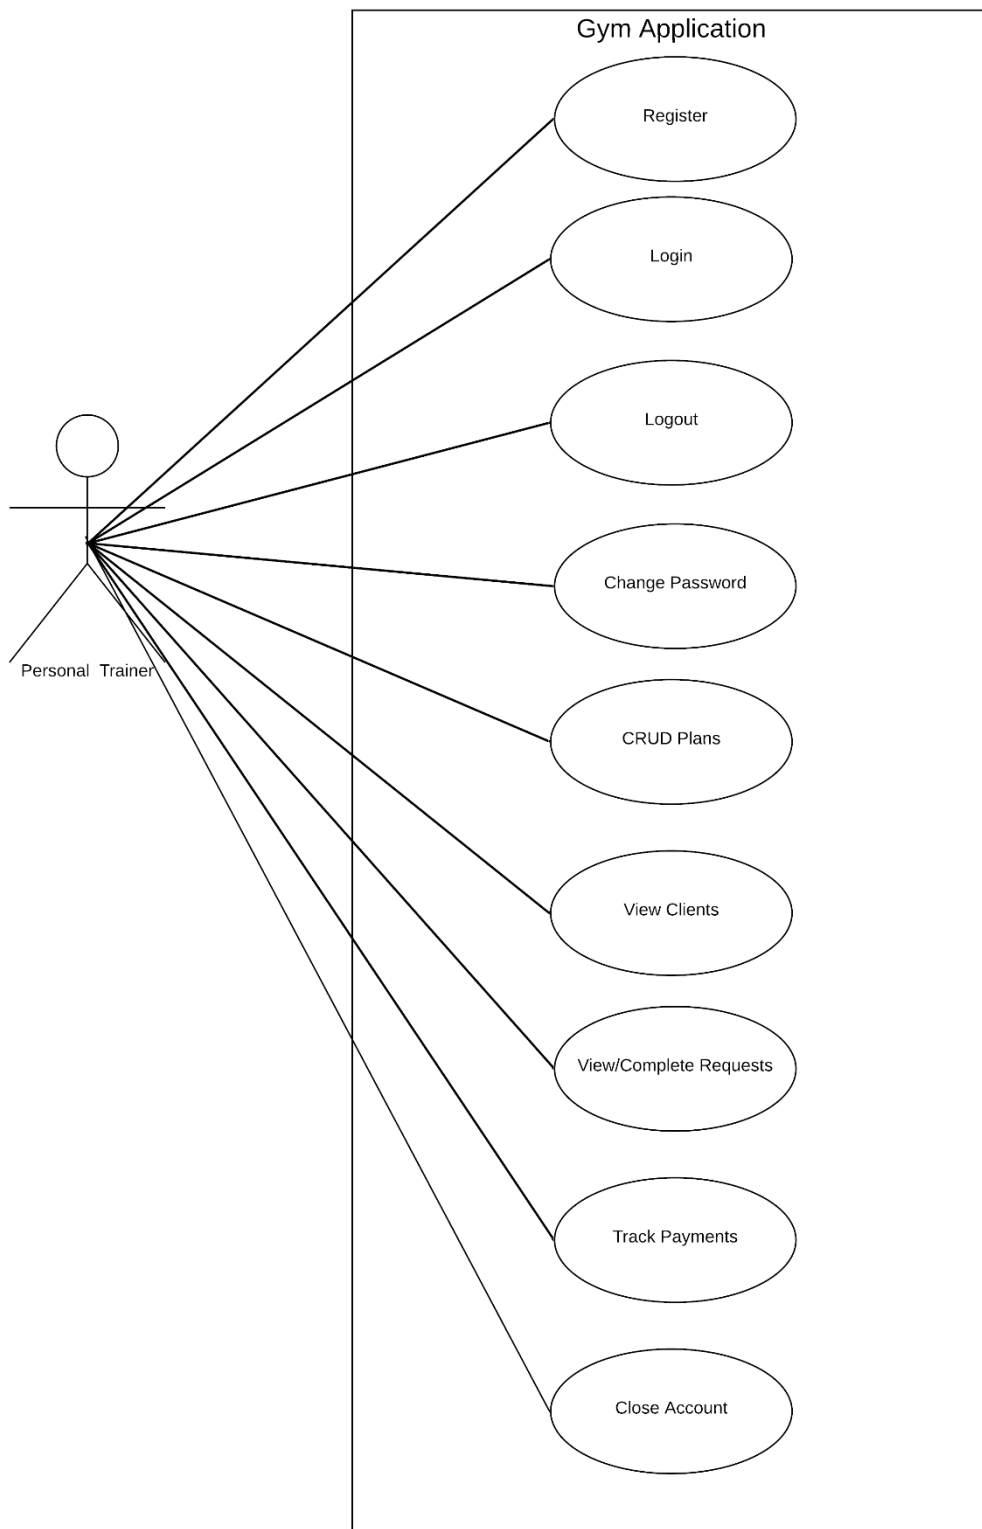 Gym Application
Register
Login
Logout
Change Password
Personal Trainer
CRUD Plans
View Clients
View/Complete Requests
Track Payments
Close Account